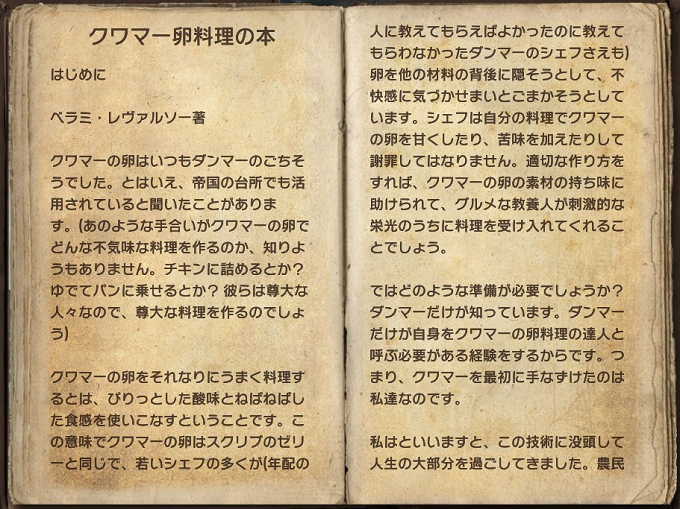 クワマー卵料理の本
はじめに
ベラミ・レヴァルソー著
クワマーの卵はいつもダンマーのごちそ
うでした。とはいえ、帝国の台所でも活
用されていると聞いたことがありま
す。(あのような手合いがクワマーの卵で
どんな不気味な料理を作るのか、知りよ
うもありません。チキンに詰めるとか？
ゆでてパンに乗せるとか？ 彼らは尊大な
人々なので、尊大な料理を作るのでしょ
う)
クワマーの卵をそれなりにうまく料理す
るとは、ぴりっとした酸味とねばねばし
た食感を使いこなすということです。こ
の意味でクワマーの卵はスクリブのゼリ
ーと同じで、若いシェフの多くが(年配の
人に教えてもらえばよかったのに教えて
もらわなかったダンマーのシェフさえも)
卵を他の材料の背後に隠そうとして、不
快感に気づかせまいとごまかそうとして
います。シェフは自分の料理でクワマー
の卵を甘くしたり、苦味を加えたりして
謝罪してはなりません。適切な作り方を
すれば、クワマーの卵の素材の持ち味に
助けられて、グルメな教養人が刺激的な
栄光のうちに料理を受け入れてくれるこ
とでしょう。
ではどのような準備が必要でしょうか？
ダンマーだけが知っています。ダンマー
だけが自身をクワマーの卵料理の達人と
呼ぶ必要がある経験をするからです。つ
まり、クワマーを最初に手なずけたのは
私達なのです。
私はといいますと、この技術に没頭して
人生の大部分を過ごしてきました。農民